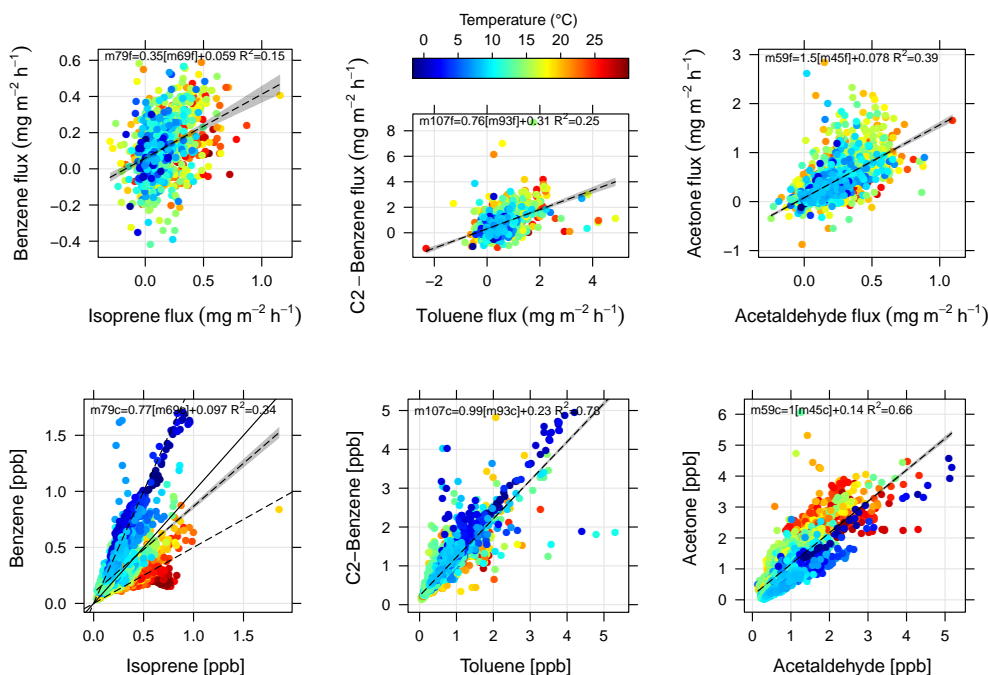 Temperature (°C)
0 5 10 15 20 25
m79f=0.35[m69f]+0.059 R²=0.15
Benzene flux (mg m⁻² h⁻¹)
0.6
0.4
0.2
0.0
−0.2
−0.4
0.0 0.5 1.0
Isoprene flux (mg m⁻² h⁻¹)
m107f=0.76[m93f]+0.31 R²=0.25
C2−Benzene flux (mg m⁻² h⁻¹)
8
6
4
2
0
−2 0 2 4
Toluene flux (mg m⁻² h⁻¹)
m59f=1.5[m45f]+0.078 R²=0.39
Acetone flux (mg m⁻² h⁻¹)
3
2
1
0
−1
0.0 0.5 1.0
Acetaldehyde flux (mg m⁻² h⁻¹)
m79c=0.77[m69c]+0.097 R²=0.34
Benzene [ppb]
1.5
1.0
0.5
0.0
0.0 0.5 1.0 1.5
Isoprene [ppb]
m107c=0.99[m93c]+0.23 R²=0.78
C2−Benzene [ppb]
5
4
3
2
1
0
0 1 2 3 4 5
Toluene [ppb]
m59c=1[m45c]+0.14 R²=0.66
Acetone [ppb]
6
5
4
3
2
1
0
0 1 2 3 4 5
Acetaldehyde [ppb]